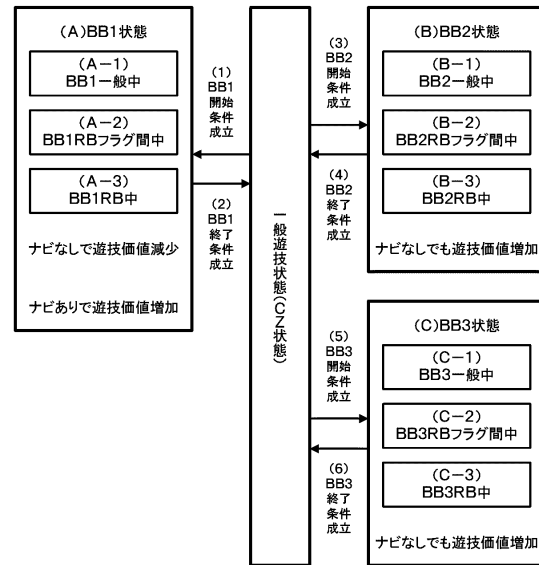 (A)BB1状態
(A－1)
BB1一般中
(A－2)
BB1RBフラグ間中
(A－3)
BB1RB中
ナビなしで遊技価値減少
ナビありで遊技価値増加
(1)
BB1
開始
条件
成立
(2)
BB1
終了
条件
成立
一般遊技状態(CZ状態)
(3)
BB2
開始
条件
成立
(4)
BB2
終了
条件
成立
(B)BB2状態
(B－1)
BB2一般中
(B－2)
BB2RBフラグ間中
(B－3)
BB2RB中
ナビなしでも遊技価値増加
(5)
BB3
開始
条件
成立
(6)
BB3
終了
条件
成立
(C)BB3状態
(C－1)
BB3一般中
(C－2)
BB3RBフラグ間中
(C－3)
BB3RB中
ナビなしでも遊技価値増加